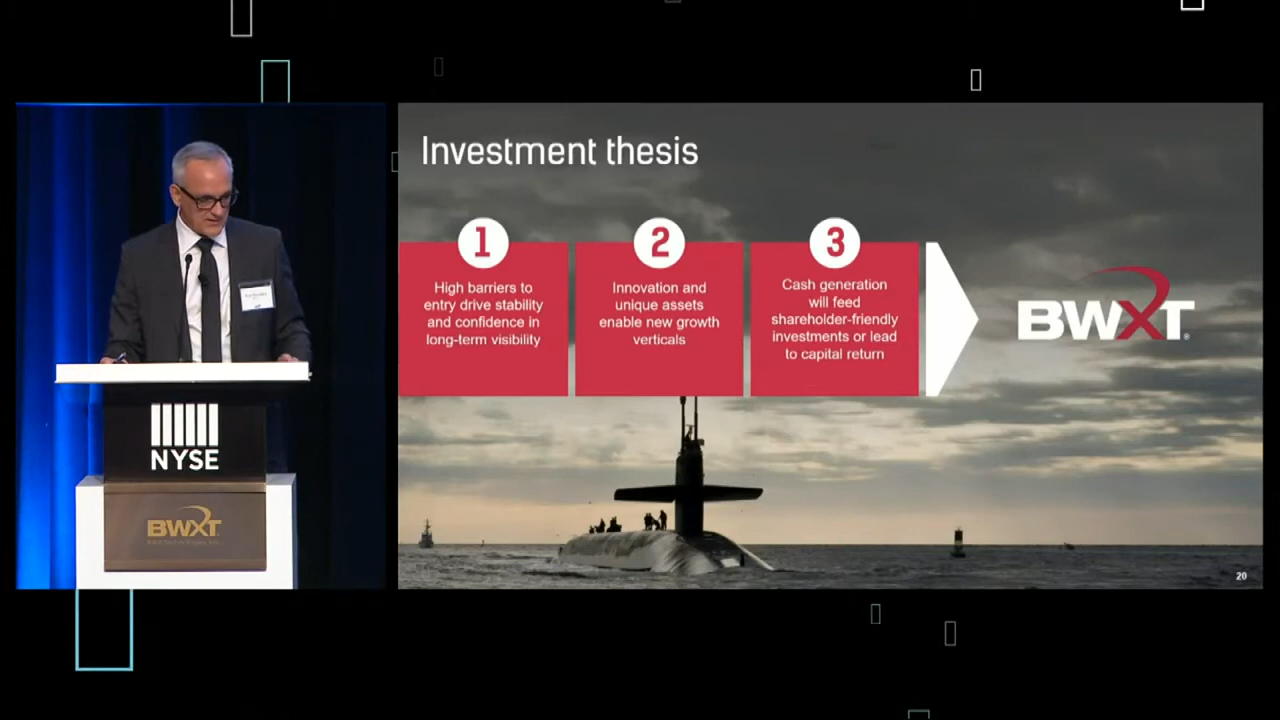 Investment thesis
1
High barriers to
entry drive stability
and confidence in
long-term visibility
2
Innovation and
unique assets
enable new growth
verticals
3
Cash generation
will feed
shareholder-friendly
investments or lead
to capital return
BWXT
20
NYSE
BWXT